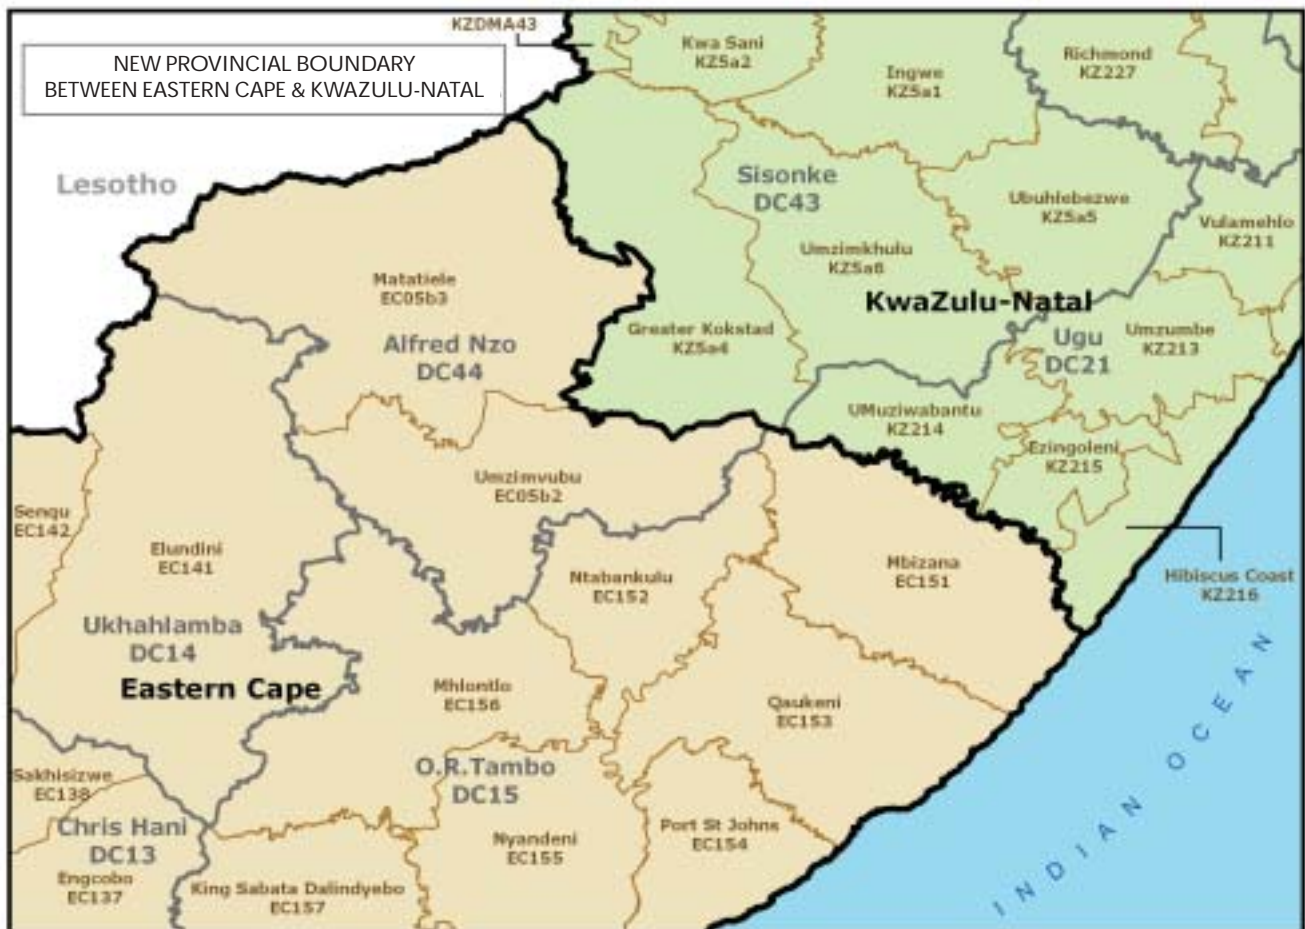 KZDMA43
NEW PROVINCIAL BOUNDARY
BETWEEN EASTERN CAPE & KWAZULU-NATAL
Kwa Sani
KZ5a2
Ingwe
KZ5a1
Richmond
KZ227
Lesotho
Sisonke
DC43
Ubuhlebezwe
KZ5a5
Vulamehlo
KZ211
Umzimkhulu
KZ5a6
Matatiele
EC05b3
KwaZulu-Natal
Greater Kokstad
KZ5a4
Alfred Nzo
DC44
Ugu
DC21
Umzumbe
KZ213
UMuziwabantu
KZ214
Ezingoleni
KZ215
Umzimvubu
EC05b2
Senqu
EC142
Elundini
EC141
Ntabankulu
EC152
Mbizana
EC151
Hibiscus Coast
KZ216
Ukhahlamba
DC14
Eastern Cape
Mhlontlo
EC156
Qaukeni
EC153
INDIAN OCEAN
Sakhisizwe
EC138
O.R.Tambo
DC15
Chris Hani
DC13
Nyandeni
EC155
Port St Johns
EC154
Engcobo
EC137
King Sabata Dalindyebo
EC157